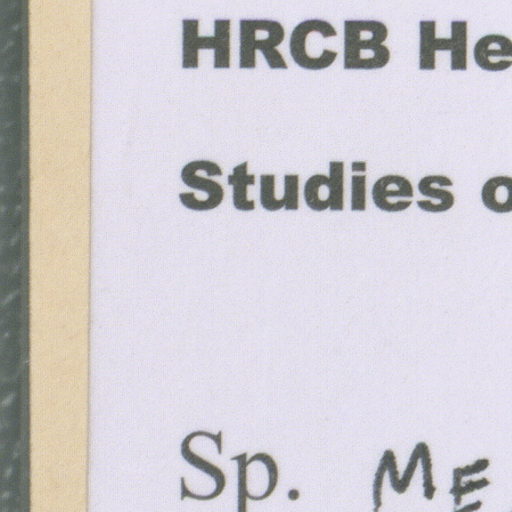 HRCB He
Studies o
Sp. ME